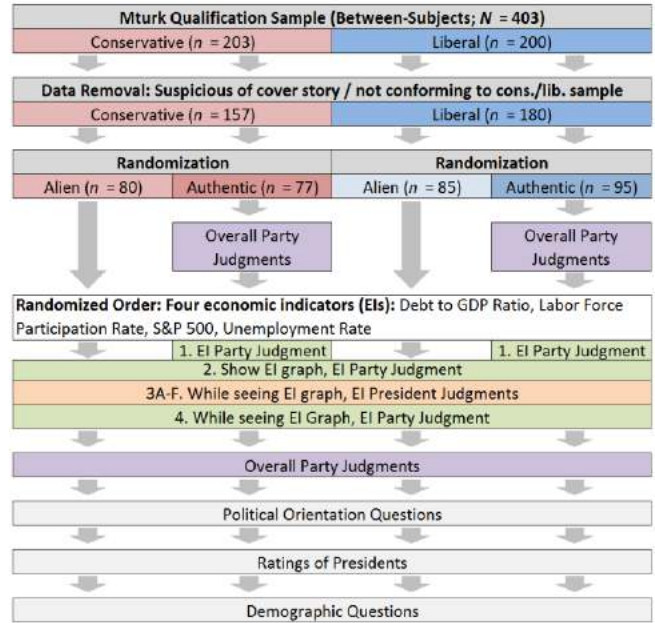 Mturk Qualification Sample (Between-Subjects; N = 403)
Conservative (n = 203) Liberal (n = 200)
Data Removal: Suspicious of cover story / not conforming to cons./lib. sample
Conservative (n = 157) Liberal (n = 180)
Randomization Randomization
Alien (n = 80) Authentic (n = 77) Alien (n = 85) Authentic (n = 95)
Overall Party Overall Party
Judgments Judgments
Randomized Order: Four economic indicators (EIs): Debt to GDP Ratio, Labor Force
Participation Rate, S&P 500, Unemployment Rate
1. EI Party Judgment 1. EI Party Judgment
2. Show EI graph, EI Party Judgment
3A-F. While seeing EI graph, EI President Judgments
4. While seeing EI Graph, EI Party Judgment
Overall Party Judgments
Political Orientation Questions
Ratings of Presidents
Demographic Questions